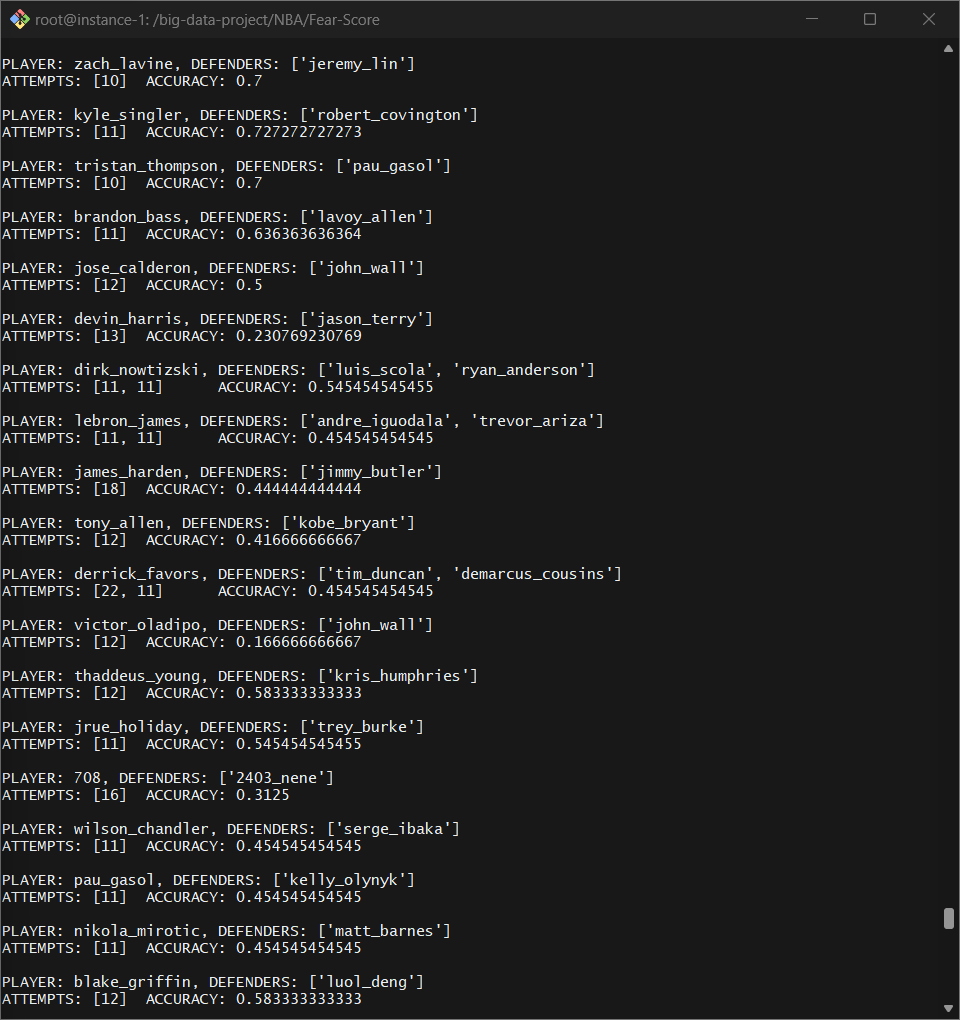 root@instance-1: /big-data-project/NBA/Fear-Score
PLAYER: zach_lavine, DEFENDERS: ['jeremy_lin']
ATTEMPTS: [10]  ACCURACY: 0.7
PLAYER: kyle_singler, DEFENDERS: ['robert_covington']
ATTEMPTS: [11]  ACCURACY: 0.727272727273
PLAYER: tristan_thompson, DEFENDERS: ['pau_gasol']
ATTEMPTS: [10]  ACCURACY: 0.7
PLAYER: brandon_bass, DEFENDERS: ['lavoy_allen']
ATTEMPTS: [11]  ACCURACY: 0.636363636364
PLAYER: jose_calderon, DEFENDERS: ['john_wall']
ATTEMPTS: [12]  ACCURACY: 0.5
PLAYER: devin_harris, DEFENDERS: ['jason_terry']
ATTEMPTS: [13]  ACCURACY: 0.230769230769
PLAYER: dirk_nowtizski, DEFENDERS: ['luis_scola', 'ryan_anderson']
ATTEMPTS: [11, 11]      ACCURACY: 0.545454545455
PLAYER: lebron_james, DEFENDERS: ['andre_iguodala', 'trevor_ariza']
ATTEMPTS: [11, 11]      ACCURACY: 0.454545454545
PLAYER: james_harden, DEFENDERS: ['jimmy_butler']
ATTEMPTS: [18]  ACCURACY: 0.444444444444
PLAYER: tony_allen, DEFENDERS: ['kobe_bryant']
ATTEMPTS: [12]  ACCURACY: 0.416666666667
PLAYER: derrick_favors, DEFENDERS: ['tim_duncan', 'demarcus_cousins']
ATTEMPTS: [22, 11]      ACCURACY: 0.454545454545
PLAYER: victor_oladipo, DEFENDERS: ['john_wall']
ATTEMPTS: [12]  ACCURACY: 0.166666666667
PLAYER: thaddeus_young, DEFENDERS: ['kris_humphries']
ATTEMPTS: [12]  ACCURACY: 0.583333333333
PLAYER: jrue_holiday, DEFENDERS: ['trey_burke']
ATTEMPTS: [11]  ACCURACY: 0.545454545455
PLAYER: 708, DEFENDERS: ['2403_nene']
ATTEMPTS: [16]  ACCURACY: 0.3125
PLAYER: wilson_chandler, DEFENDERS: ['serge_ibaka']
ATTEMPTS: [11]  ACCURACY: 0.454545454545
PLAYER: pau_gasol, DEFENDERS: ['kelly_olynyk']
ATTEMPTS: [11]  ACCURACY: 0.454545454545
PLAYER: nikola_mirotic, DEFENDERS: ['matt_barnes']
ATTEMPTS: [11]  ACCURACY: 0.454545454545
PLAYER: blake_griffin, DEFENDERS: ['luol_deng']
ATTEMPTS: [12]  ACCURACY: 0.583333333333